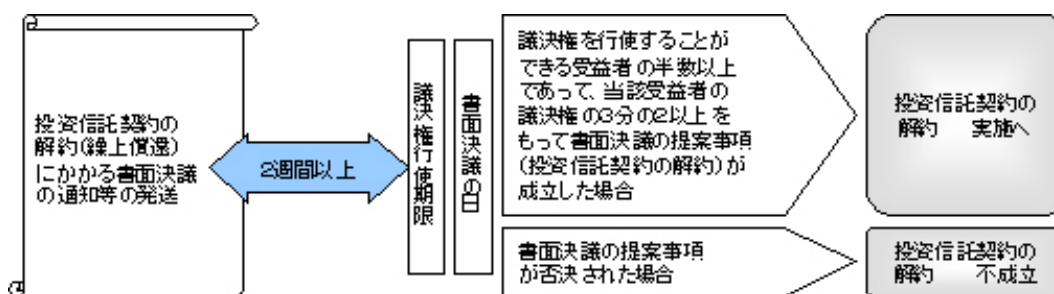 投資信託契約の
解約(繰上償還)
にかかる書面決議
の通知等の発送
2週間以上
議決権行使期限
書面決議の日
議決権を行使することが
できる受益者の半数以上
であって、当該受益者の
議決権の3分の2以上を
もって書面決議の提案事項
(投資信託契約の解約)が
成立した場合
投資信託契約の
解約 実施へ
書面決議の提案事項
が否決された場合
投資信託契約の
解約 不成立